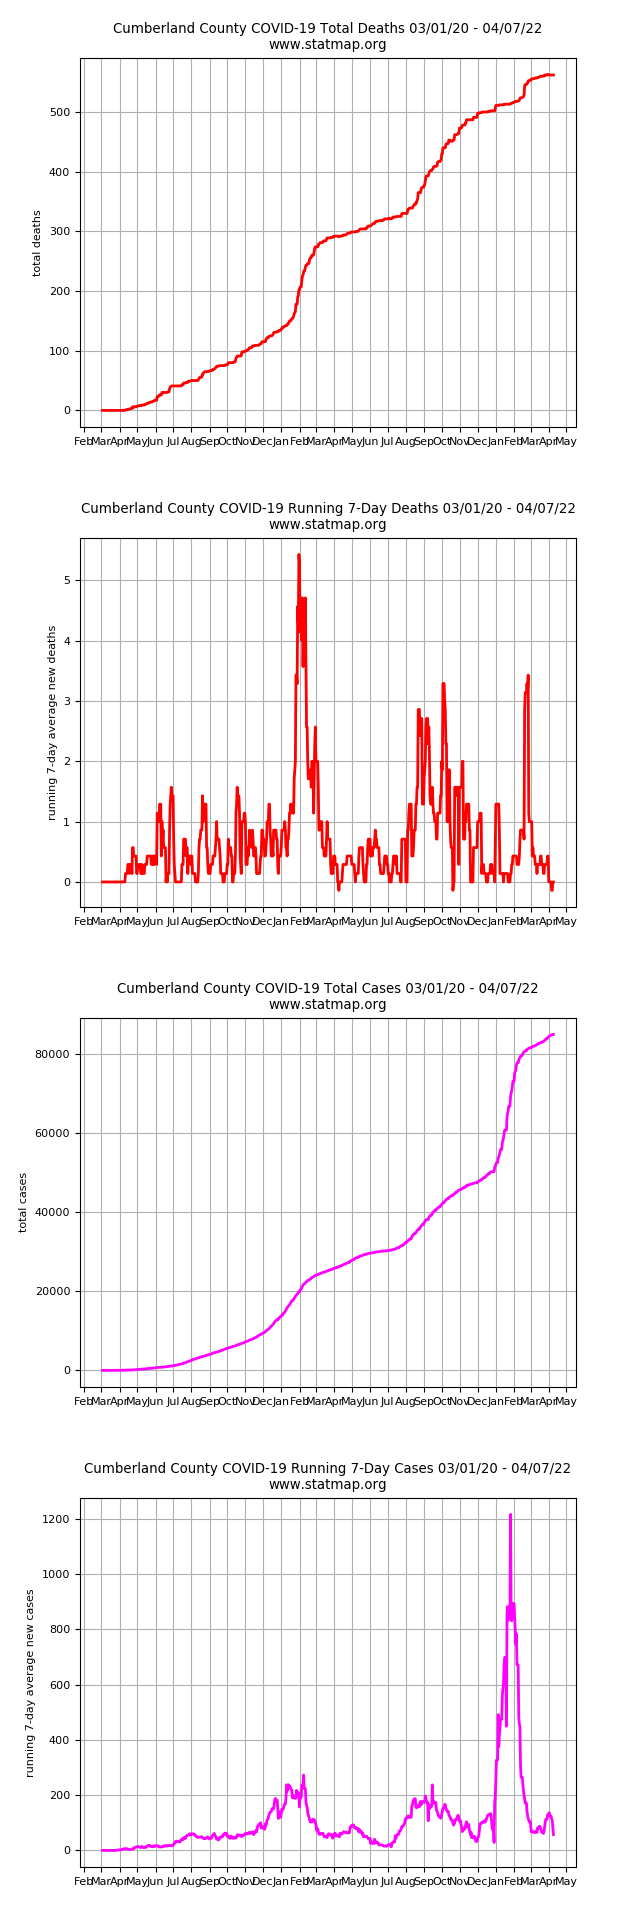 Cumberland County COVID-19 Total Deaths 03/01/20 - 04/07/22
www.statmap.org
500
400
300
200
100
0
total deaths
Feb Mar Apr May Jun Jul Aug Sep Oct Nov Dec Jan Feb Mar Apr May Jun Jul Aug Sep Oct Nov Dec Jan Feb Mar Apr May
Cumberland County COVID-19 Running 7-Day Deaths 03/01/20 - 04/07/22
www.statmap.org
5
4
3
2
1
0
running 7-day average new deaths
Feb Mar Apr May Jun Jul Aug Sep Oct Nov Dec Jan Feb Mar Apr May Jun Jul Aug Sep Oct Nov Dec Jan Feb Mar Apr May
Cumberland County COVID-19 Total Cases 03/01/20 - 04/07/22
www.statmap.org
80000
60000
40000
20000
0
total cases
Feb Mar Apr May Jun Jul Aug Sep Oct Nov Dec Jan Feb Mar Apr May Jun Jul Aug Sep Oct Nov Dec Jan Feb Mar Apr May
Cumberland County COVID-19 Running 7-Day Cases 03/01/20 - 04/07/22
www.statmap.org
1200
1000
800
600
400
200
0
running 7-day average new cases
Feb Mar Apr May Jun Jul Aug Sep Oct Nov Dec Jan Feb Mar Apr May Jun Jul Aug Sep Oct Nov Dec Jan Feb Mar Apr May